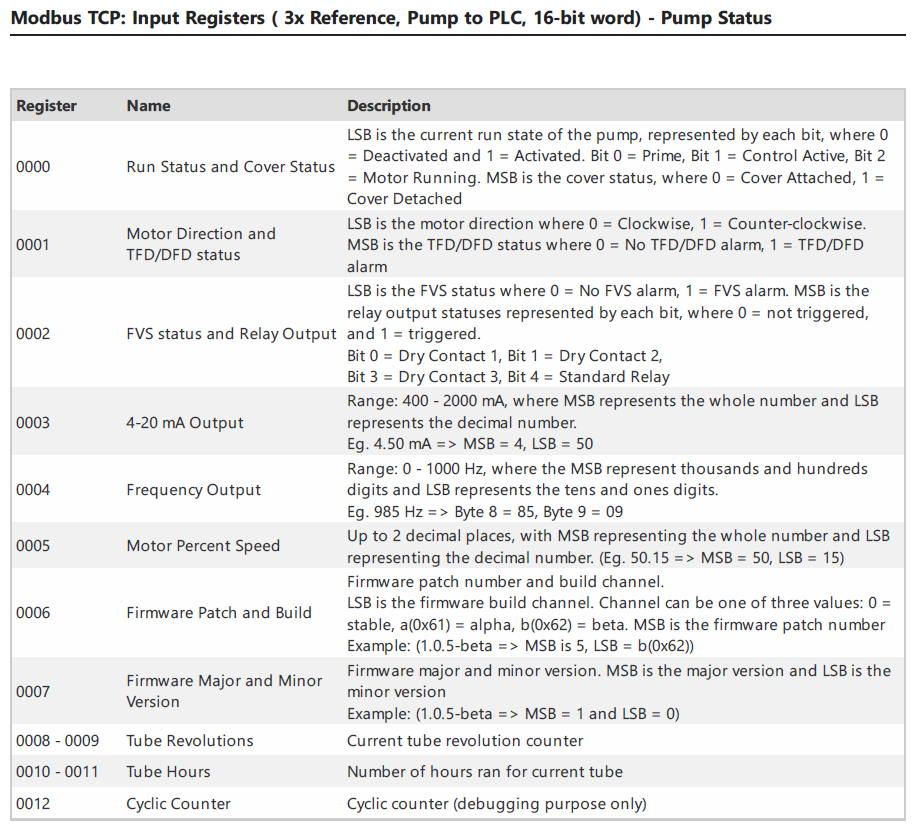 Modbus TCP: Input Registers ( 3x Reference, Pump to PLC, 16-bit word) - Pump Status
Register Name Description
0000 Run Status and Cover Status LSB is the current run state of the pump, represented by each bit, where 0
= Deactivated and 1 = Activated. Bit 0 = Prime, Bit 1 = Control Active, Bit 2
= Motor Running. MSB is the cover status, where 0 = Cover Attached, 1 =
Cover Detached
0001 Motor Direction and
TFD/DFD status
LSB is the motor direction where 0 = Clockwise, 1 = Counter-clockwise.
MSB is the TFD/DFD status where 0 = No TFD/DFD alarm, 1 = TFD/DFD
alarm
0002 FVS status and Relay Output LSB is the FVS status where 0 = No FVS alarm, 1 = FVS alarm. MSB is the
relay output statuses represented by each bit, where 0 = not triggered,
and 1 = triggered.
Bit 0 = Dry Contact 1, Bit 1 = Dry Contact 2,
Bit 3 = Dry Contact 3, Bit 4 = Standard Relay
0003 4-20 mA Output Range: 400 - 2000 mA, where MSB represents the whole number and LSB
represents the decimal number.
Eg. 4.50 mA => MSB = 4, LSB = 50
0004 Frequency Output Range: 0 - 1000 Hz, where the MSB represent thousands and hundreds
digits and LSB represents the tens and ones digits.
Eg. 985 Hz => Byte 8 = 85, Byte 9 = 09
0005 Motor Percent Speed Up to 2 decimal places, with MSB representing the whole number and LSB
representing the decimal number. (Eg. 50.15 => MSB = 50, LSB = 15)
0006 Firmware Patch and Build Firmware patch number and build channel.
LSB is the firmware build channel. Channel can be one of three values: 0 =
stable, a(0x61) = alpha, b(0x62) = beta. MSB is the firmware patch number
Example: (1.0.5-beta => MSB is 5, LSB = b(0x62))
0007 Firmware Major and Minor
Version
Firmware major and minor version. MSB is the major version and LSB is the
minor version
Example: (1.0.5-beta => MSB = 1 and LSB = 0)
0008 - 0009 Tube Revolutions Current tube revolution counter
0010 - 0011 Tube Hours Number of hours ran for current tube
0012 Cyclic Counter Cyclic counter (debugging purpose only)